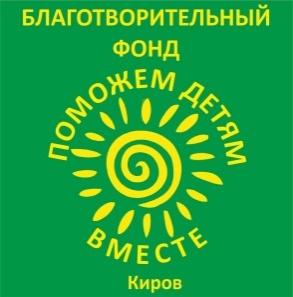 БЛАГОТВОРИТЕЛЬНЫЙ
ФОНД
ПОМОЖЕМ ДЕТЯМ
ВМЕСТЕ
Киров